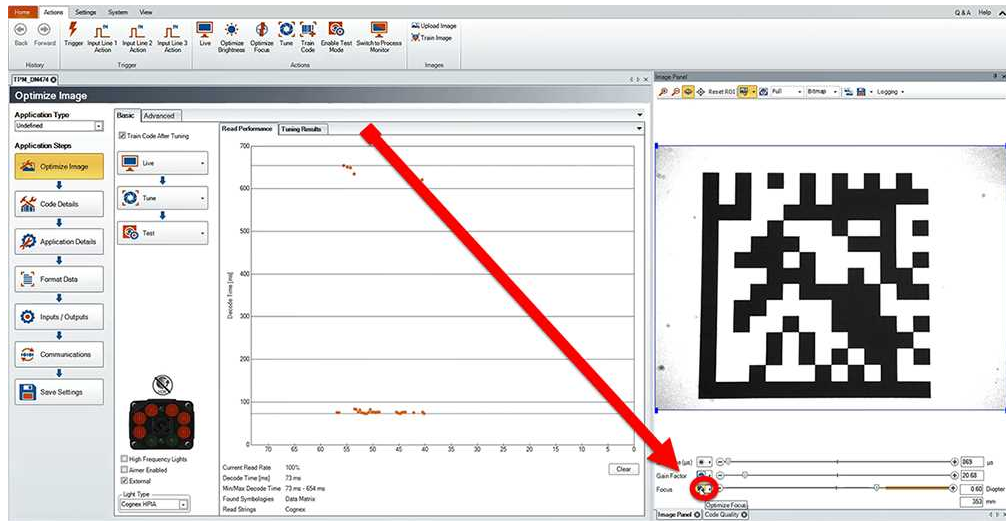 Home Actions Settings System View Q&A Help
Back Forward Trigger Input Line 1 Action Input Line 2 Action Input Line 3 Action Live Optimize Brightness Optimize Focus Tune Train Code Enable Test Mode Switch to Process Monitor Upload Image
Train Image
History Trigger Actions Images
TPM_DM474
Image Panel
Optimize Image
Reset ROI Full Bitmap Logging
Application Type
Undefined
Basic Advanced
Train Code After Tuning
Read Performance Tuning Results
Application Steps
Optimize Image
Code Details
Application Details
Format Data
Inputs / Outputs
Communications
Save Settings
Live
Tune
Test
High Frequency Lights
Aimer Enabled
External
Light Type
Cognex HPIA
700
600
500
400
300
200
100
0
Decode Time [ms]
70 65 60 55 50 45 40 35 30 25 20 15 10 5 0
Current Read Rate 100%
Decode Time [ms] 73 ms
Min/Max Decode Time 73 ms - 654 ms
Found Symbologies Data Matrix
Read Strings Cognex
Clear
(µs) 869 µs
Gain Factor 20.68
Focus 0.60 Diopter
353 mm
Optimize Focus
Image Panel Code Quality